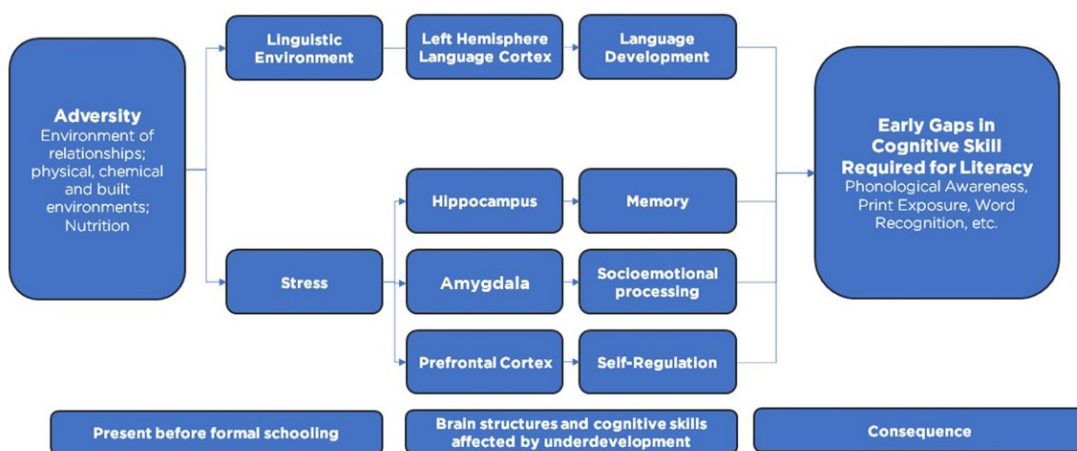 Adversity
Environment of
relationships;
physical, chemical
and built
environments;
Nutrition
Linguistic
Environment
Left Hemisphere
Language Cortex
Language
Development
Stress
Hippocampus
Memory
Amygdala
Socioemotional
processing
Prefrontal Cortex
Self-Regulation
Early Gaps in
Cognitive Skill
Required for Literacy
Phonological Awareness,
Print Exposure, Word
Recognition, etc.
Present before formal schooling
Brain structures and cognitive skills
affected by underdevelopment
Consequence